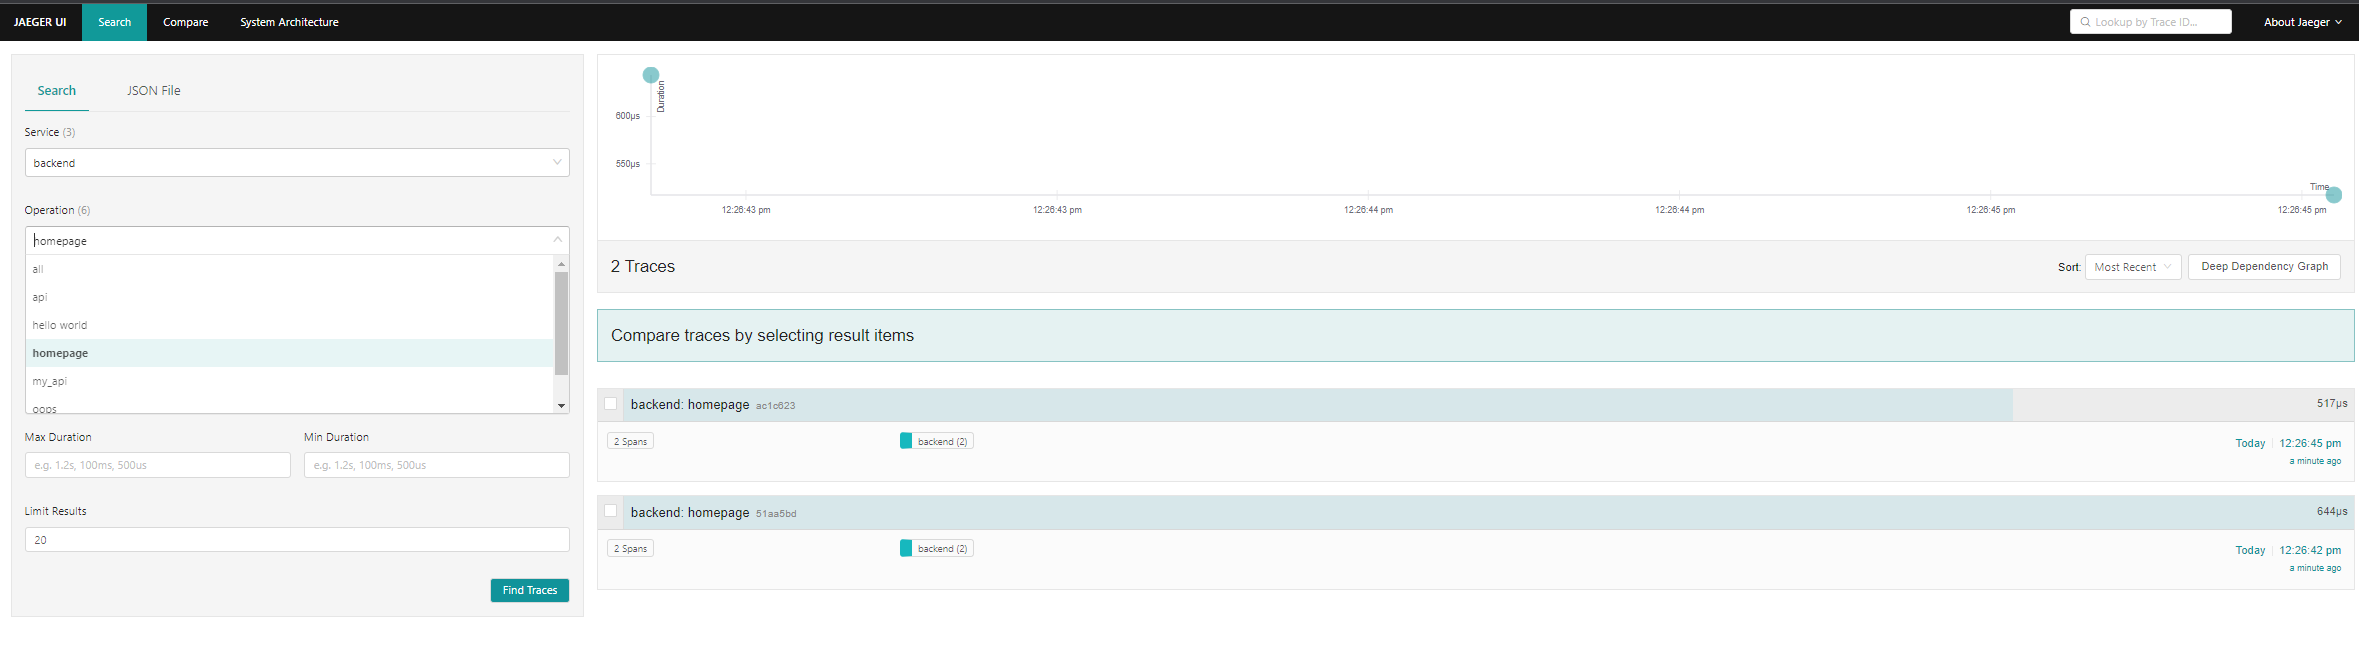 JAEGER UI Search Compare System Architecture Lookup by Trace ID... About Jaeger
Search JSON File
Service (3)
backend
Operation (6)
homepage
all
api
hello world
homepage
my_api
oops
Max Duration Min Duration
e.g. 1.2s, 100ms, 500us e.g. 1.2s, 100ms, 500us
Limit Results
20
Find Traces
Duration
600µs
550µs
Time
12:26:43 pm 12:26:43 pm 12:26:44 pm 12:26:44 pm 12:26:45 pm 12:26:45 pm
2 Traces Sort: Most Recent Deep Dependency Graph
Compare traces by selecting result items
backend: homepage ac1c623 517µs
2 Spans backend (2) Today 12:26:45 pm
a minute ago
backend: homepage 51aa5bd 644µs
2 Spans backend (2) Today 12:26:42 pm
a minute ago